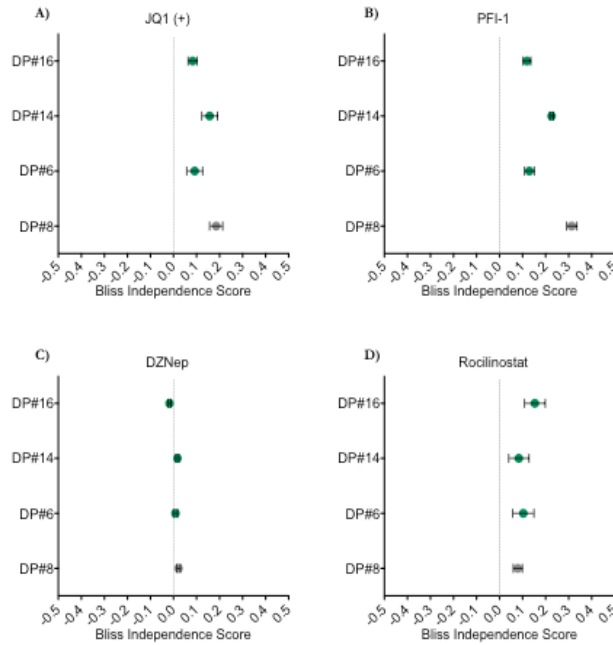 A)
JQ1 (+)
DP#16
DP#14
DP#6
DP#8
-0.5 -0.4 -0.3 -0.2 -0.1 0.0 0.1 0.2 0.3 0.4 0.5
Bliss Independence Score
B)
PFI-1
DP#16
DP#14
DP#6
DP#8
-0.5 -0.4 -0.3 -0.2 -0.1 0.0 0.1 0.2 0.3 0.4 0.5
Bliss Independence Score
C)
DZNep
DP#16
DP#14
DP#6
DP#8
-0.5 -0.4 -0.3 -0.2 -0.1 0.0 0.1 0.2 0.3 0.4 0.5
Bliss Independence Score
D)
Rocilinostat
DP#16
DP#14
DP#6
DP#8
-0.5 -0.4 -0.3 -0.2 -0.1 0.0 0.1 0.2 0.3 0.4 0.5
Bliss Independence Score